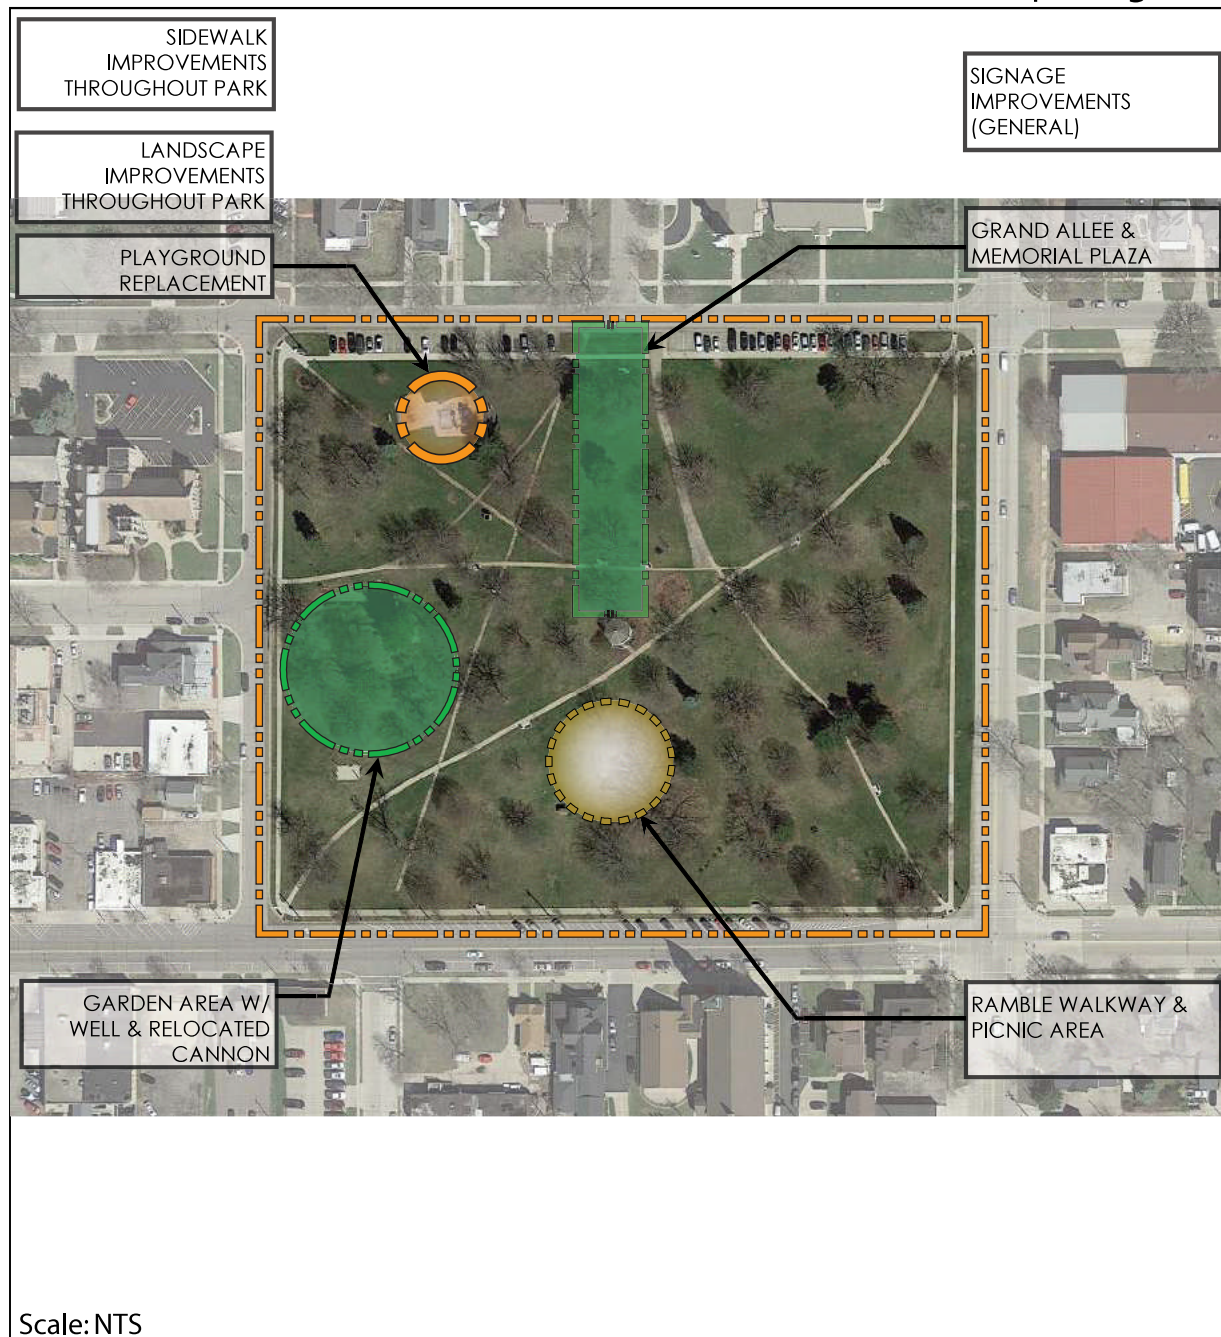 SIDEWALK
IMPROVEMENTS
THROUGHOUT PARK
SIGNAGE
IMPROVEMENTS
(GENERAL)
LANDSCAPE
IMPROVEMENTS
THROUGHOUT PARK
PLAYGROUND
REPLACEMENT
GRAND ALLEE &
MEMORIAL PLAZA
GARDEN AREA W/
WELL & RELOCATED
CANNON
RAMBLE WALKWAY &
PICNIC AREA
Scale: NTS